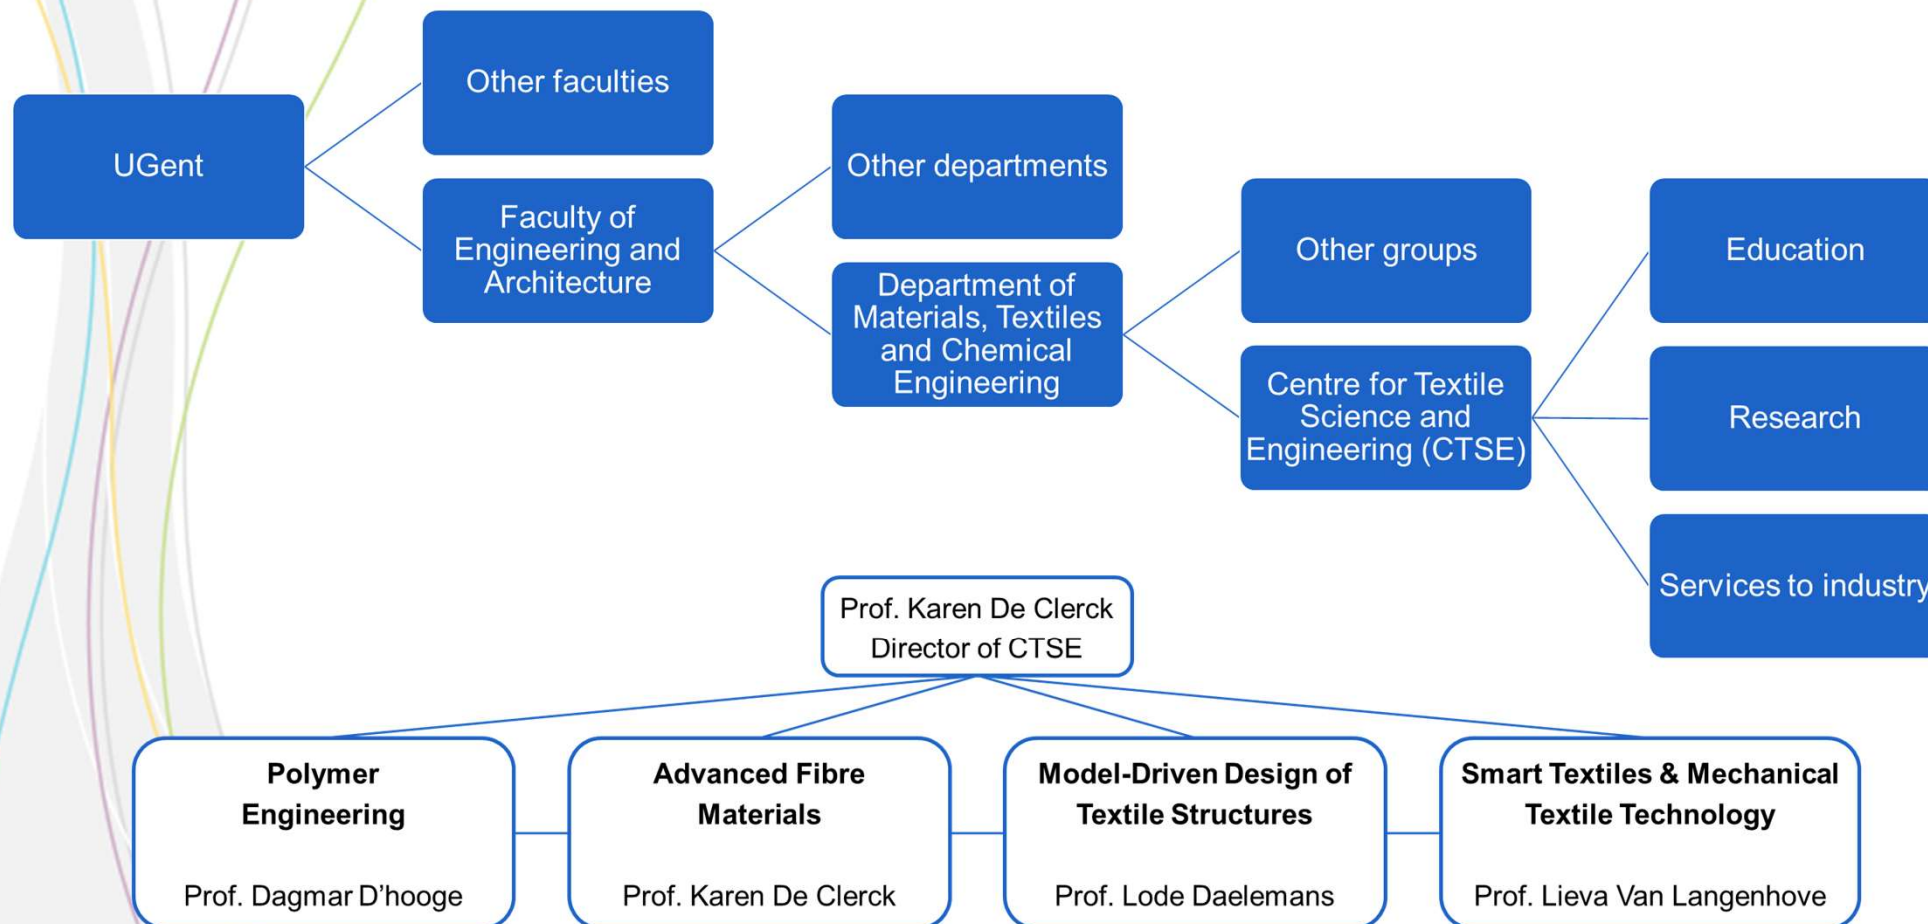 Other faculties
UGent
Other departments
Faculty of
Engineering and
Architecture
Other groups
Education
Department of
Materials, Textiles
and Chemical
Engineering
Centre for Textile
Science and
Engineering (CTSE)
Research
Services to industry
Prof. Karen De Clerck
Director of CTSE
Polymer
Engineering
Prof. Dagmar D’hooge
Advanced Fibre
Materials
Prof. Karen De Clerck
Model-Driven Design of
Textile Structures
Prof. Lode Daelemans
Smart Textiles & Mechanical
Textile Technology
Prof. Lieva Van Langenhove